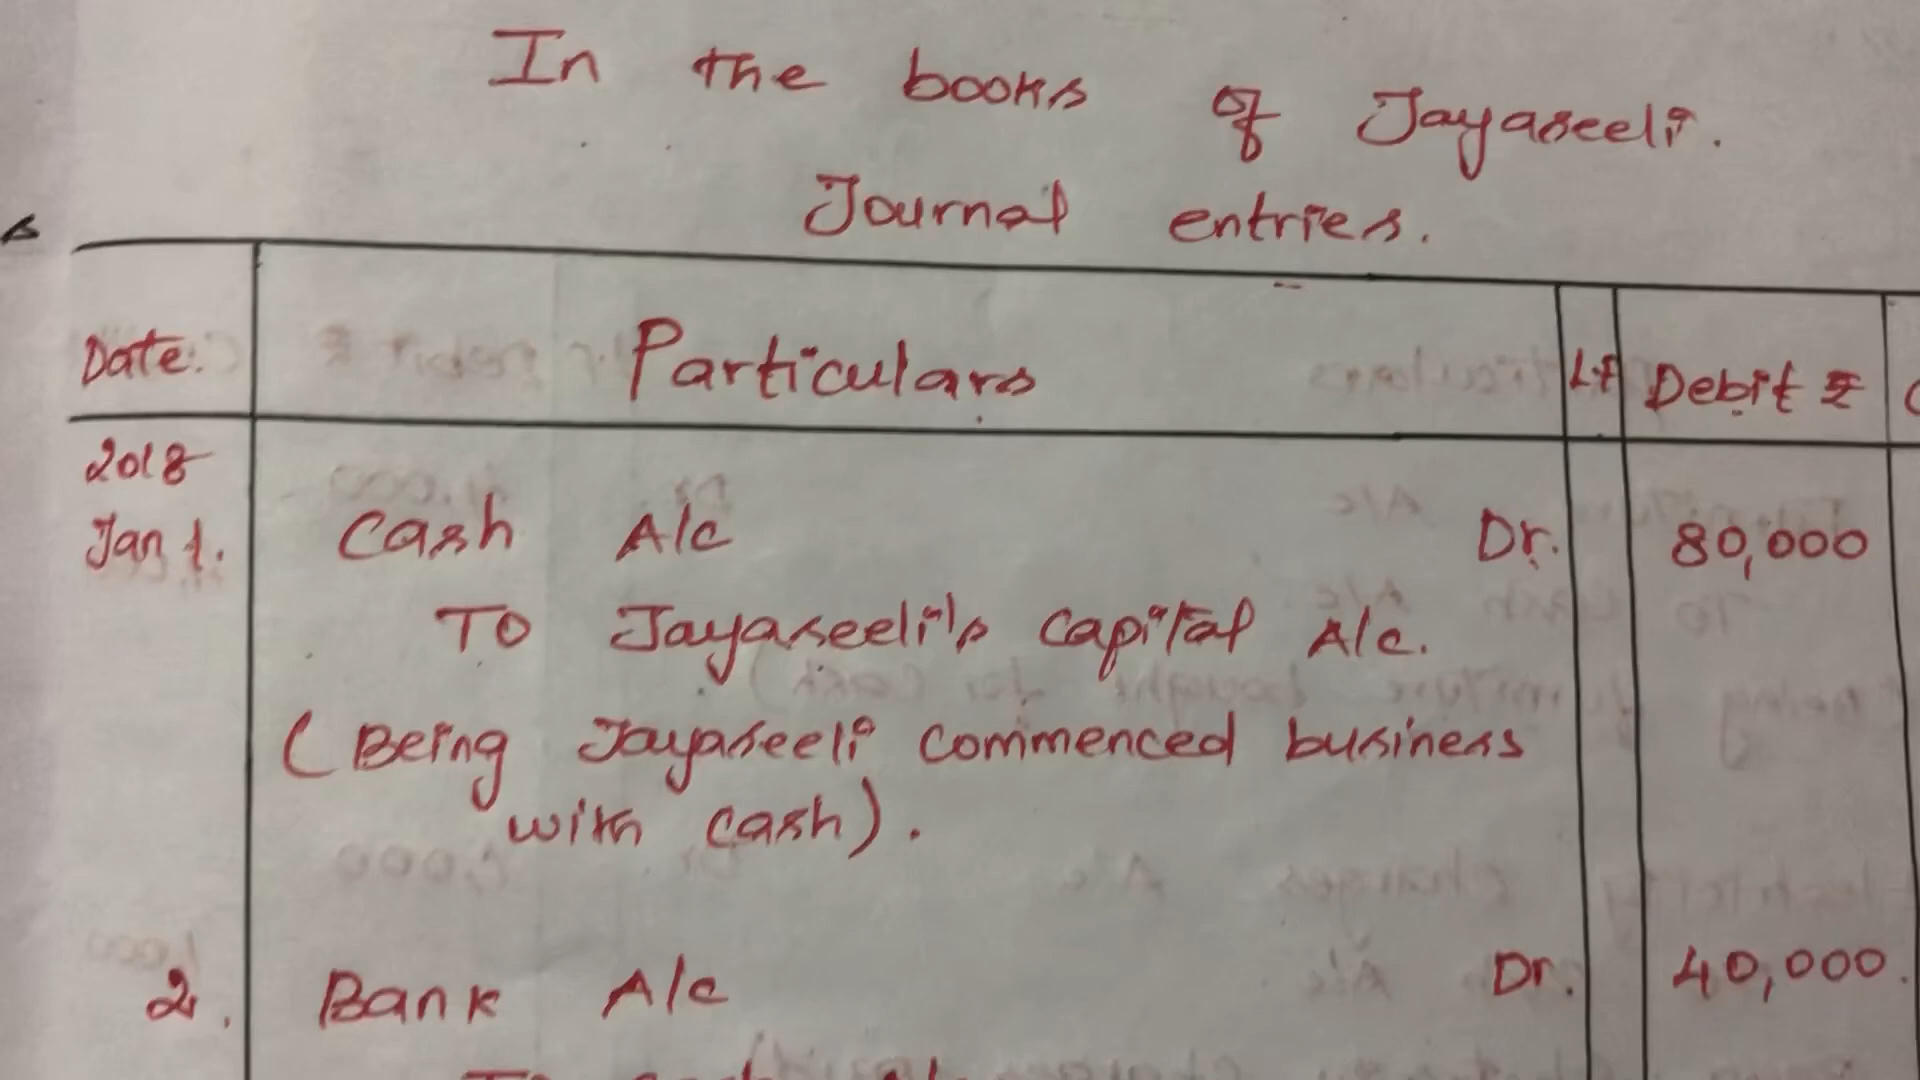 In the books of Jayaseeli.
Journal entries.
Date. Particulars L.F Debit ₹
2018
Jan 1. Cash A/c Dr. 80,000
TO Jayaseeli's capital A/c.
(Being Jayaseeli commenced business
with cash).
2. Bank A/c Dr. 40,000.